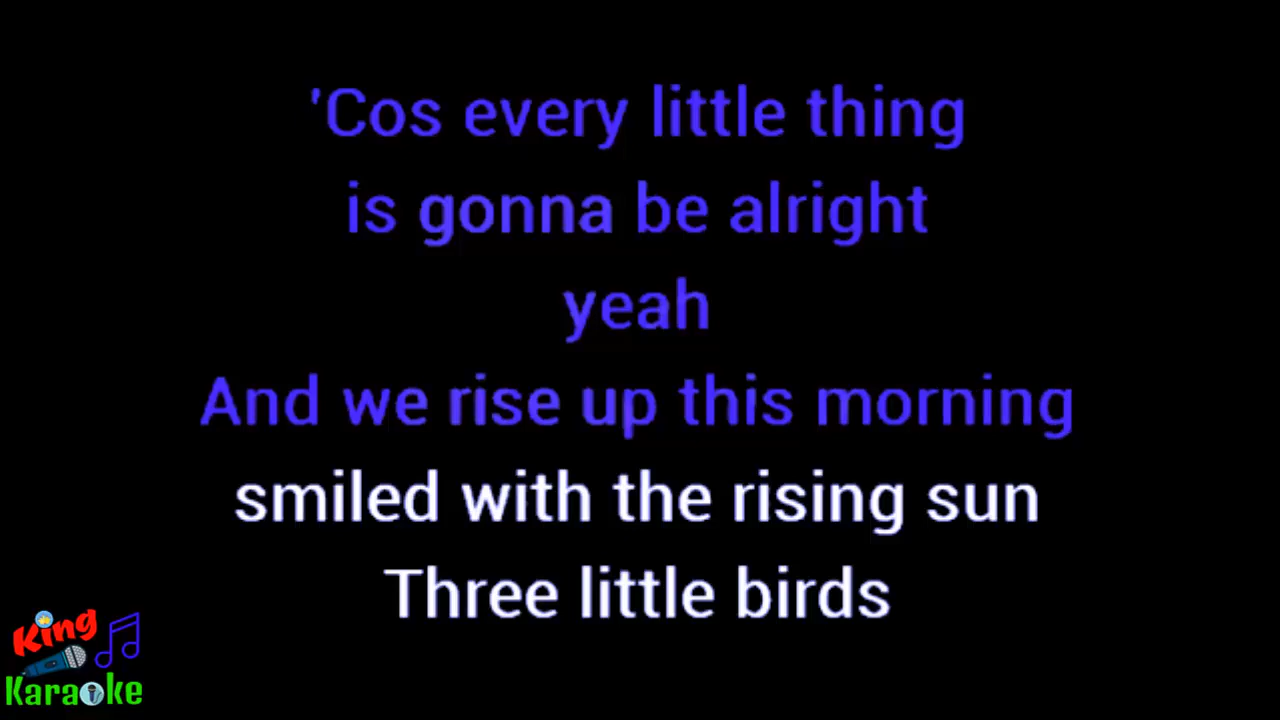 'Cos every little thing
is gonna be alright
yeah
And we rise up this morning
smiled with the rising sun
Three little birds
King
Karaoke